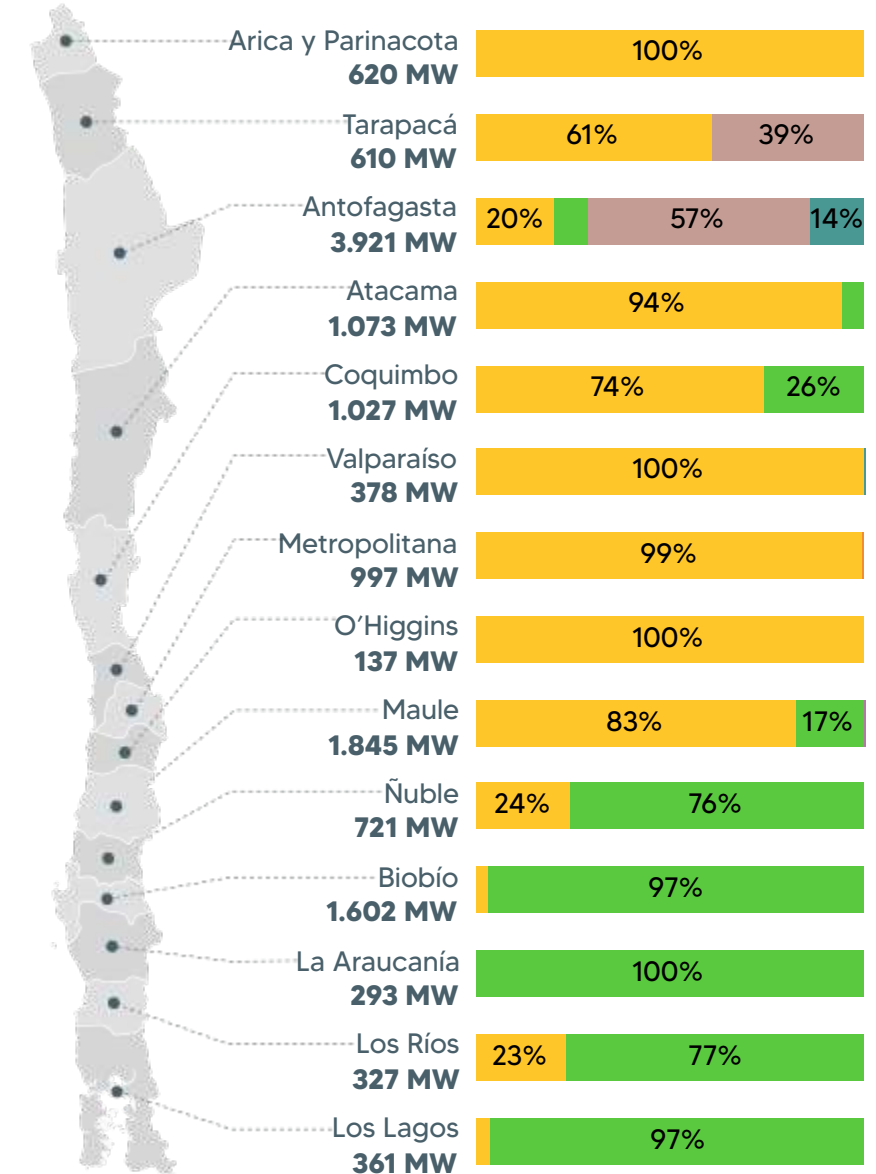 Arica y Parinacota
620 MW
100%
Tarapacá
610 MW
61% 39%
Antofagasta
3.921 MW
20% 57% 14%
Atacama
1.073 MW
94%
Coquimbo
1.027 MW
74% 26%
Valparaíso
378 MW
100%
Metropolitana
997 MW
99%
O'Higgins
137 MW
100%
Maule
1.845 MW
83% 17%
Ñuble
721 MW
24% 76%
Biobío
1.602 MW
97%
La Araucanía
293 MW
100%
Los Ríos
327 MW
23% 77%
Los Lagos
361 MW
97%